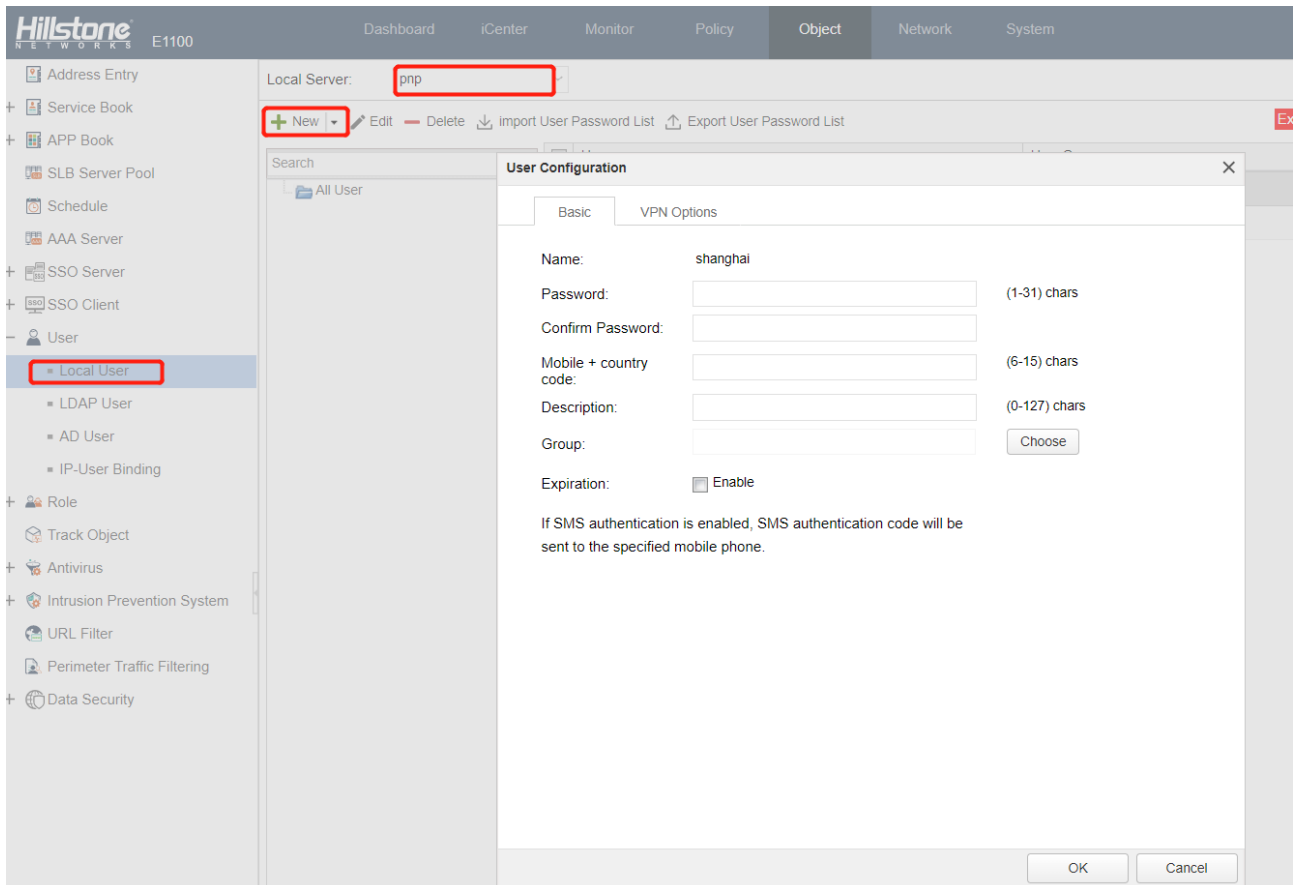 Hillstone
NETWORKS
E1100
Dashboard
iCenter
Monitor
Policy
Object
Network
System
Address Entry
Service Book
APP Book
SLB Server Pool
Schedule
AAA Server
SSO Server
SSO Client
User
Local User
LDAP User
AD User
IP-User Binding
Role
Track Object
Antivirus
Intrusion Prevention System
URL Filter
Perimeter Traffic Filtering
Data Security
Local Server: pnp
New Edit Delete import User Password List Export User Password List
Ex
Search
All User
User Configuration
Basic VPN Options
Name: shanghai
Password: (1-31) chars
Confirm Password:
Mobile + country
code: (6-15) chars
Description: (0-127) chars
Group: Choose
Expiration: Enable
If SMS authentication is enabled, SMS authentication code will be
sent to the specified mobile phone.
OK Cancel